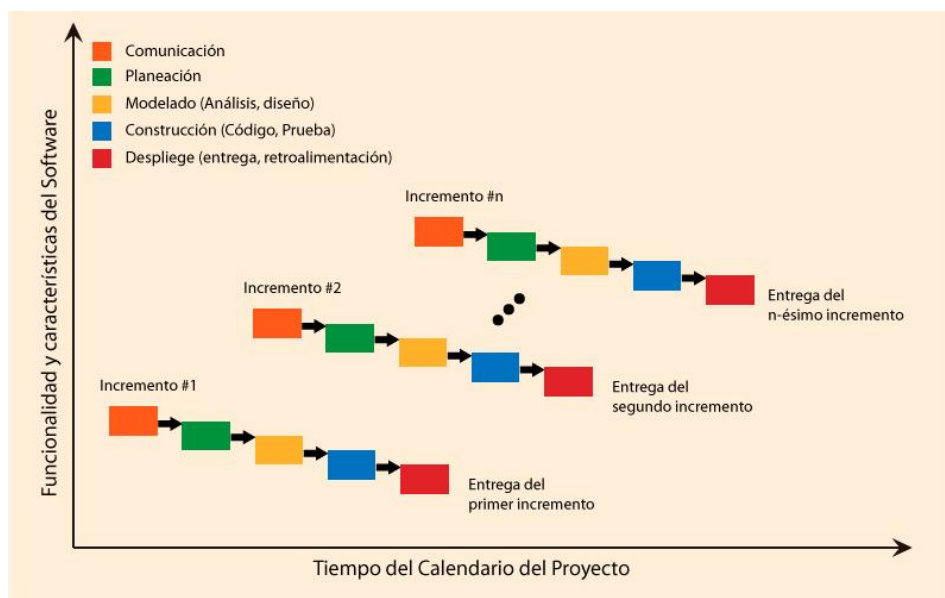 Comunicación
Planeación
Modelado (Análisis, diseño)
Construcción (Código, Prueba)
Despliege (entrega, retroalimentación)
Incremento #n
Entrega del
n-ésimo incremento
Incremento #2
Entrega del
segundo incremento
Incremento #1
Entrega del
primer incremento
Funcionalidad y características del Software
Tiempo del Calendario del Proyecto